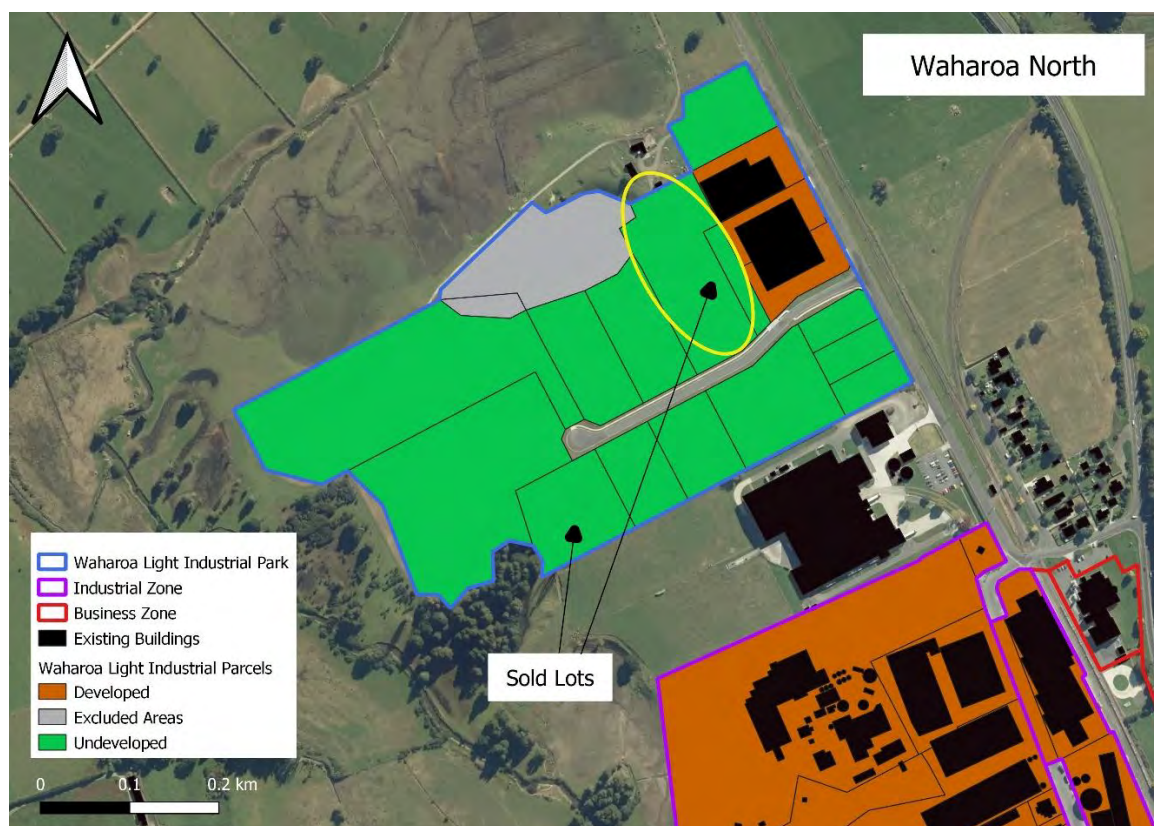 Waharoa North
Sold Lots
Waharoa Light Industrial Park
Industrial Zone
Business Zone
Existing Buildings
Waharoa Light Industrial Parcels
Developed
Excluded Areas
Undeveloped
0 0.1 0.2 km